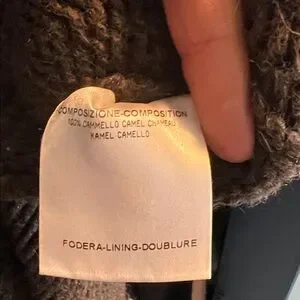 COMPOSIZIONE-COMPOSITION
100% CAMMELLO CAMEL CHAMEAU
KAMEL CAMELLO
FODERA-LINING-DOUBLURE